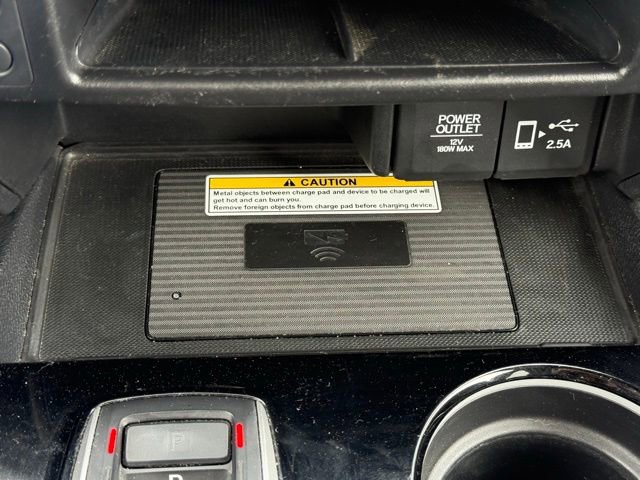 POWER
OUTLET
12V
180W MAX
2.5A
CAUTION
Metal objects between charge pad and device to be charged will
get hot and can burn you.
Remove foreign objects from charge pad before charging device.
P